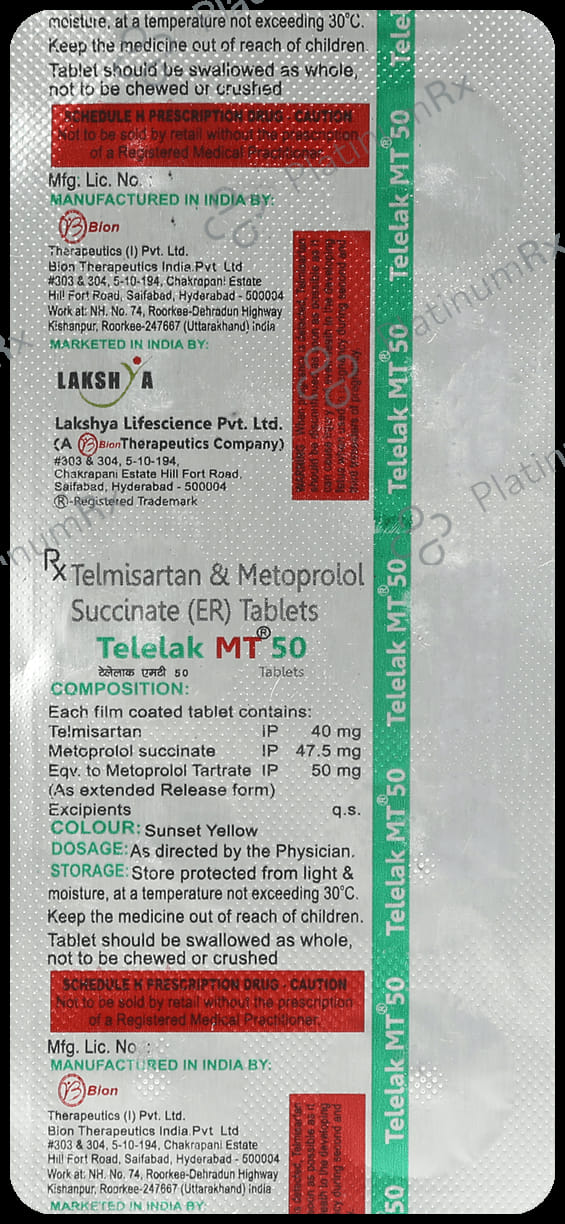 moisture, at a temperature not exceeding 30°C.
Keep the medicine out of reach of children.
Tablet should be swallowed as whole,
not to be chewed or crushed
SCHEDULE H PRESCRIPTION DRUG - CAUTION
Not to be sold by retail without the prescription
of a Registered Medical Practitioner.
Mfg. Lic. No. :
MANUFACTURED IN INDIA BY:
Bion
Therapeutics (I) Pvt. Ltd.
Bion Therapeutics India Pvt Ltd
#303 & 304, 5-10-194, Chakrapani Estate
Hill Fort Road, Saifabad, Hyderabad - 500004
Work at: NH. No. 74, Roorkee-Dehradun Highway
Kishanpur, Roorkee-247667 (Uttarakhand) India
MARKETED IN INDIA BY:
LAKSHYA
Lakshya Lifescience Pvt. Ltd.
(A Bion Therapeutics Company)
#303 & 304, 5-10-194,
Chakrapani Estate Hill Fort Road,
Saifabad, Hyderabad - 500004
®-Registered Trademark
Rx Telmisartan & Metoprolol
Succinate (ER) Tablets
Telelak MT® 50
टेलेलाक एमटी 50 Tablets
COMPOSITION:
Each film coated tablet contains:
Telmisartan IP 40 mg
Metoprolol succinate IP 47.5 mg
Eqv. to Metoprolol Tartrate IP 50 mg
(As extended Release form)
Excipients q.s.
COLOUR: Sunset Yellow
DOSAGE: As directed by the Physician.
STORAGE: Store protected from light &
moisture, at a temperature not exceeding 30°C.
Keep the medicine out of reach of children.
Tablet should be swallowed as whole,
not to be chewed or crushed
SCHEDULE H PRESCRIPTION DRUG - CAUTION
Not to be sold by retail without the prescription
of a Registered Medical Practitioner.
Mfg. Lic. No :
MANUFACTURED IN INDIA BY:
Bion
Therapeutics (I) Pvt. Ltd.
Bion Therapeutics India Pvt Ltd
#303 & 304, 5-10-194, Chakrapani Estate
Hill Fort Road, Saifabad, Hyderabad - 500004
Work at: NH. No. 74, Roorkee-Dehradun Highway
Kishanpur, Roorkee-247667 (Uttarakhand) India
MARKETED IN INDIA BY:
Telelak MT® 50
Telelak MT® 50
Telelak MT® 50
Telelak MT® 50
Telelak MT® 50
50
PlatinumRx
PlatinumRx
PlatinumRx